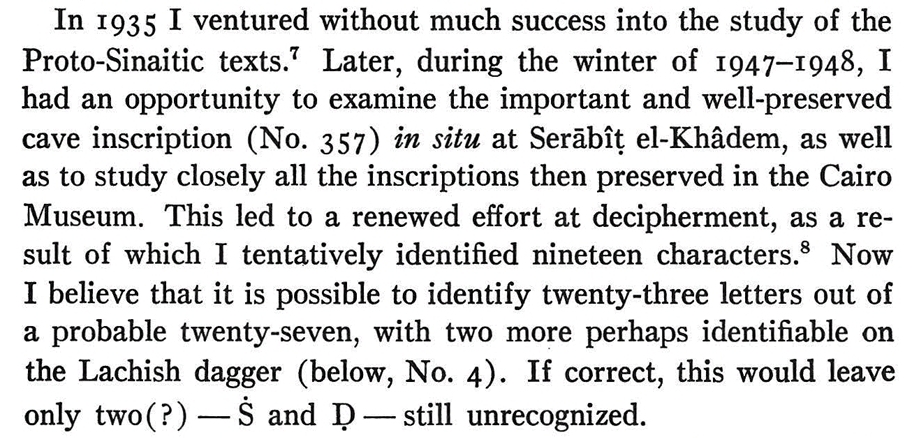 In 1935 I ventured without much success into the study of the
Proto-Sinaitic texts.⁷ Later, during the winter of 1947–1948, I
had an opportunity to examine the important and well-preserved
cave inscription (No. 357) in situ at Serābîṭ el-Khâdem, as well
as to study closely all the inscriptions then preserved in the Cairo
Museum. This led to a renewed effort at decipherment, as a re-
sult of which I tentatively identified nineteen characters.⁸ Now
I believe that it is possible to identify twenty-three letters out of
a probable twenty-seven, with two more perhaps identifiable on
the Lachish dagger (below, No. 4). If correct, this would leave
only two(?) — Ṡ and Ḍ — still unrecognized.